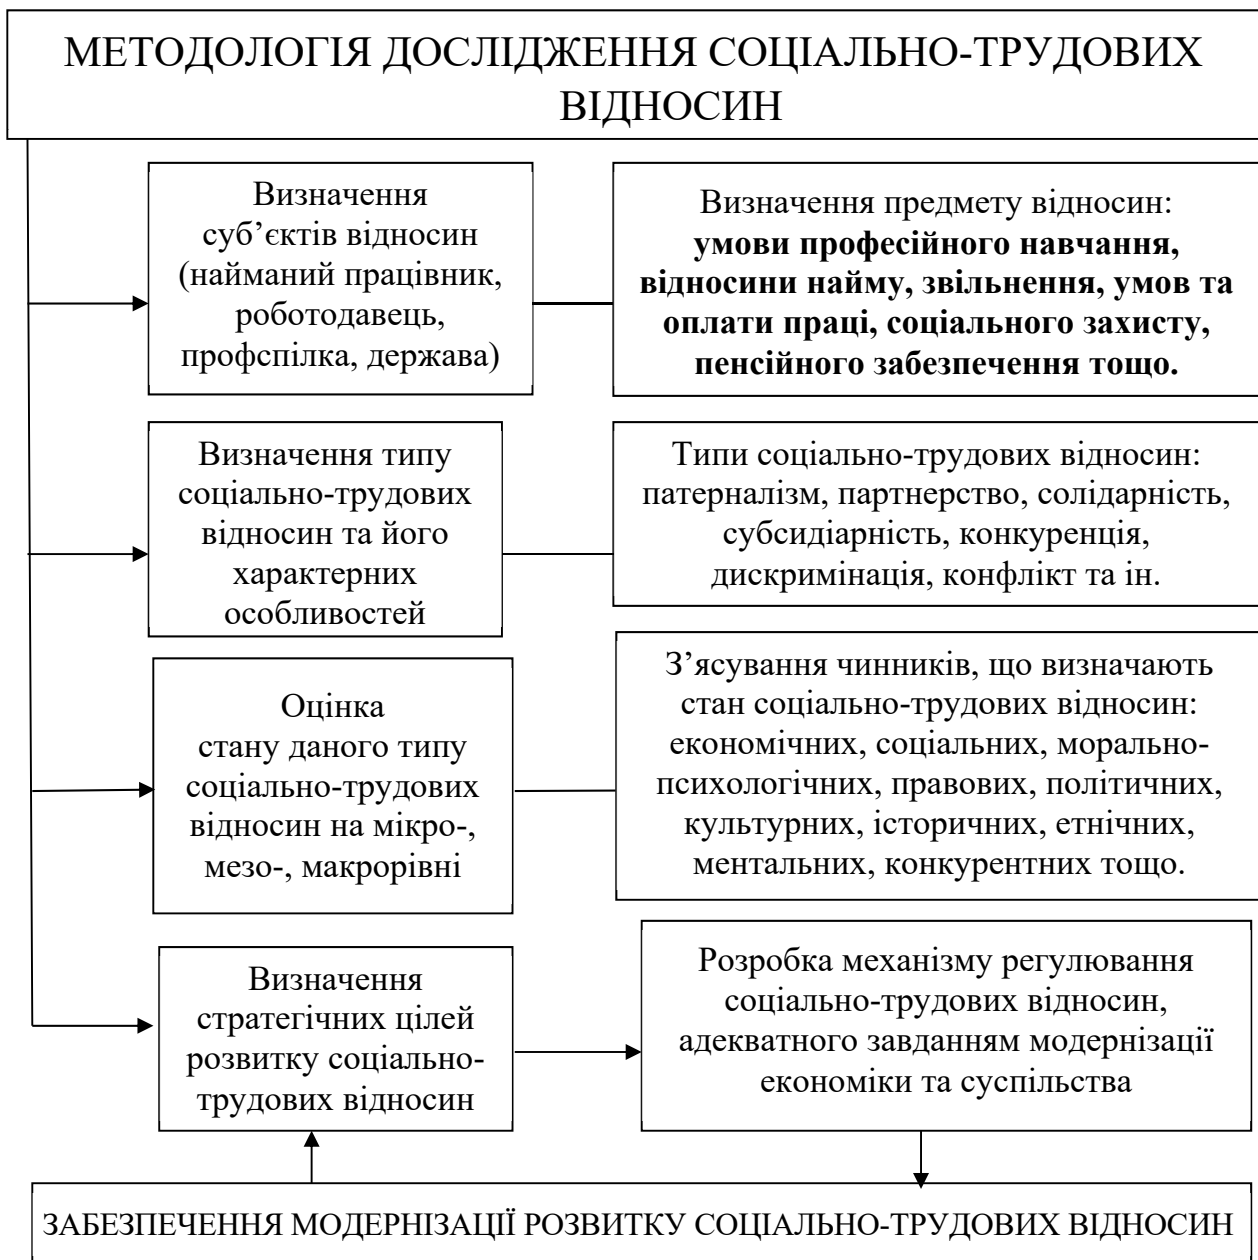 МЕТОДОЛОГІЯ ДОСЛІДЖЕННЯ СОЦІАЛЬНО-ТРУДОВИХ
ВІДНОСИН
Визначення
суб’єктів відносин
(найманий працівник,
роботодавець,
профспілка, держава)
Визначення предмету відносин:
умови професійного навчання,
відносини найму, звільнення, умов та
оплати праці, соціального захисту,
пенсійного забезпечення тощо.
Визначення типу
соціально-трудових
відносин та його
характерних
особливостей
Типи соціально-трудових відносин:
патерналізм, партнерство, солідарність,
субсидіарність, конкуренція,
дискримінація, конфлікт та ін.
Оцінка
стану даного типу
соціально-трудових
відносин на мікро-,
мезо-, макрорівні
З’ясування чинників, що визначають
стан соціально-трудових відносин:
економічних, соціальних, морально-
психологічних, правових, політичних,
культурних, історичних, етнічних,
ментальних, конкурентних тощо.
Визначення
стратегічних цілей
розвитку соціально-
трудових відносин
Розробка механізму регулювання
соціально-трудових відносин,
адекватного завданням модернізації
економіки та суспільства
ЗАБЕЗПЕЧЕННЯ МОДЕРНІЗАЦІЇ РОЗВИТКУ СОЦІАЛЬНО-ТРУДОВИХ ВІДНОСИН